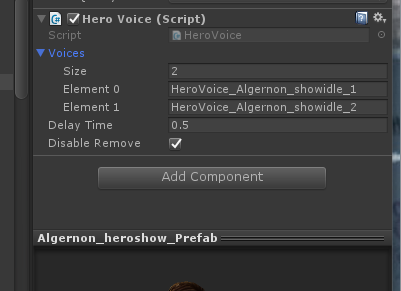 Hero Voice (Script)
Script HeroVoice
Voices
Size 2
Element 0 HeroVoice_Algernon_showidle_1
Element 1 HeroVoice_Algernon_showidle_2
Delay Time 0.5
Disable Remove
Add Component
Algernon_heroshow_Prefab